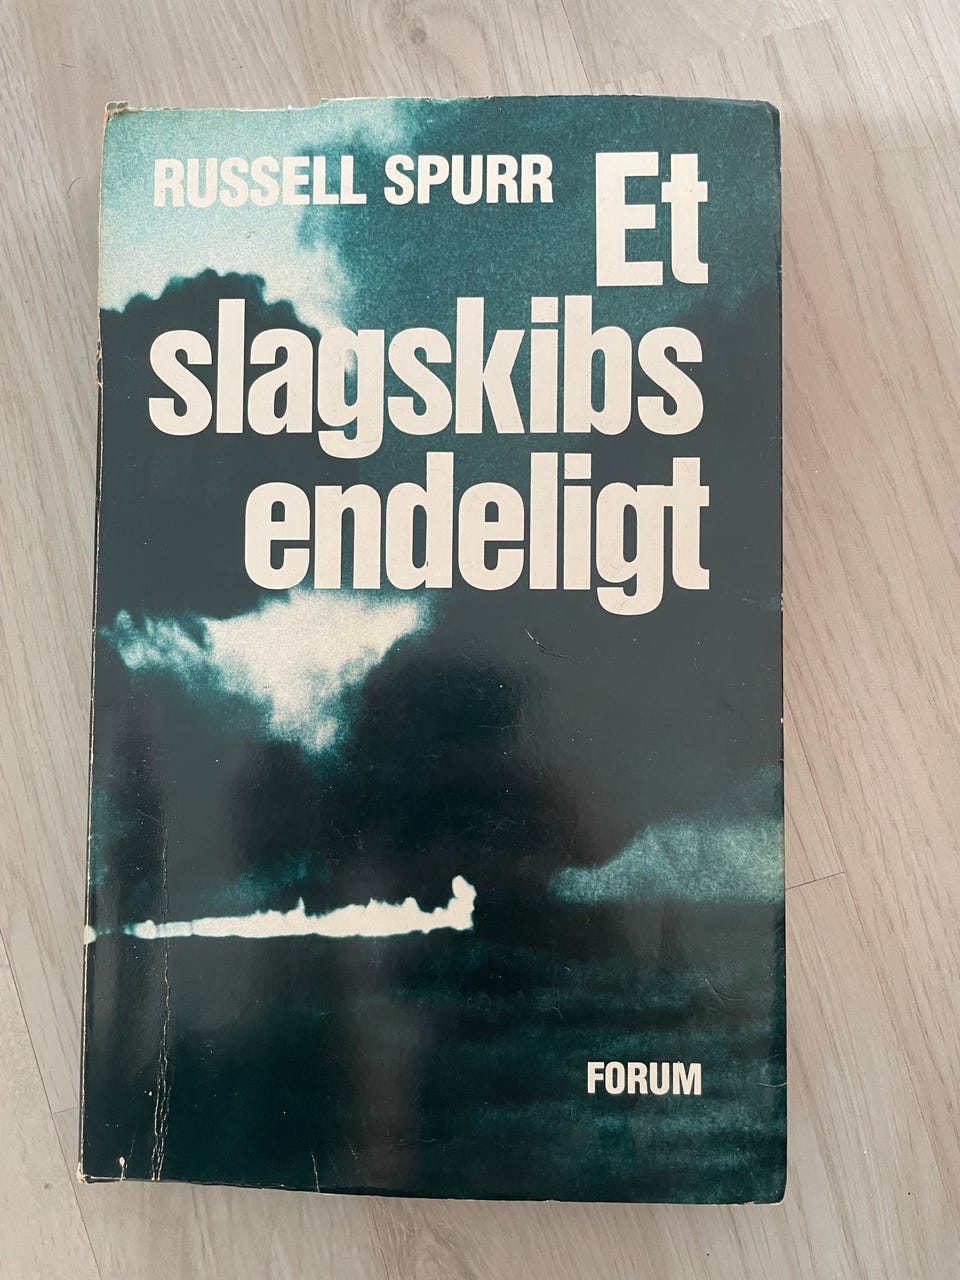 RUSSELL SPURR
Et
slagskibs
endeligt
FORUM